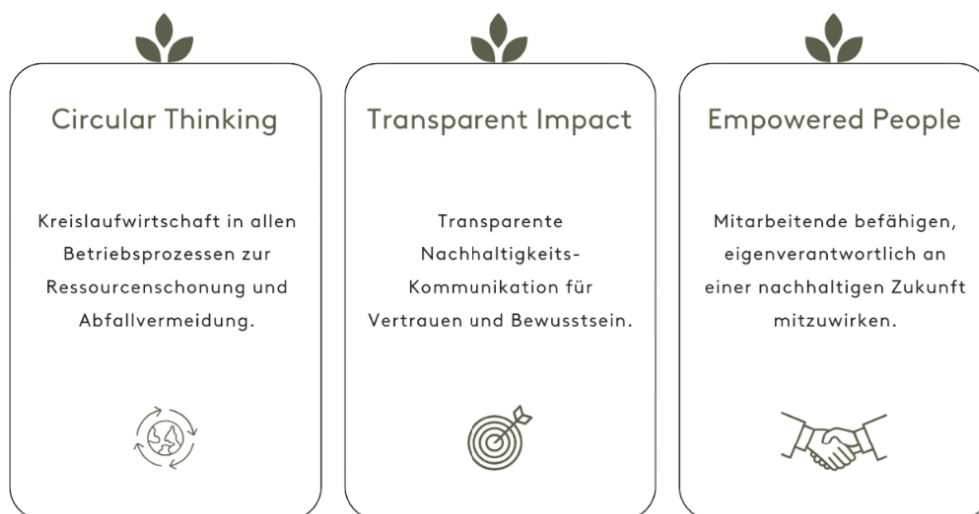 Circular Thinking
Kreislaufwirtschaft in allen
Betriebsprozessen zur
Ressourcenschonung und
Abfallvermeidung.
Transparent Impact
Transparente
Nachhaltigkeits-
Kommunikation für
Vertrauen und Bewusstsein.
Empowered People
Mitarbeitende befähigen,
eigenverantwortlich an
einer nachhaltigen Zukunft
mitzuwirken.